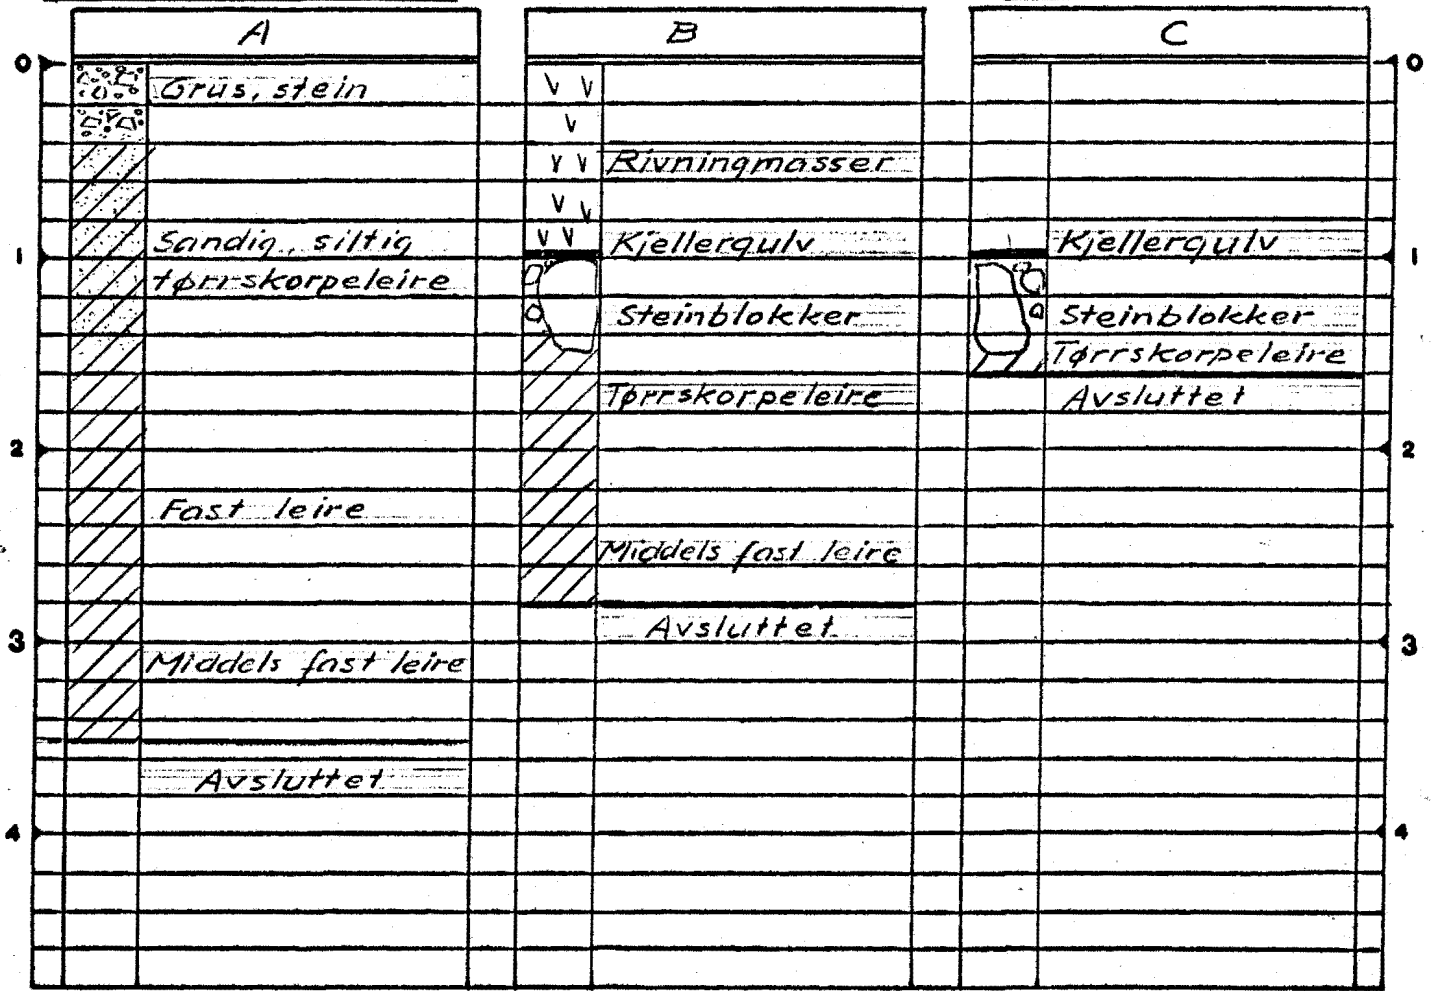 A
B
C
0
0
Grus, stein
Rivningmasser
Sandig, siltig
tørrskorpeleire
Kjellergulv
Kjellergulv
1
1
Steinblokker
Steinblokker
Tørrskorpeleire
Tørrskorpeleire
Avsluttet
2
2
Fast leire
Middels fast leire
Avsluttet
3
3
Middels fast leire
Avsluttet
4
4